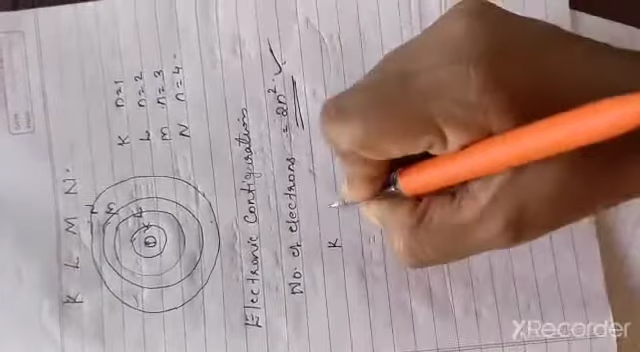 K L M N
K n=1
L n=2
M n=3
N n=4
N
M
L
K
Electronic Configuration
No. of electrons = 2n²
K
XRecorder